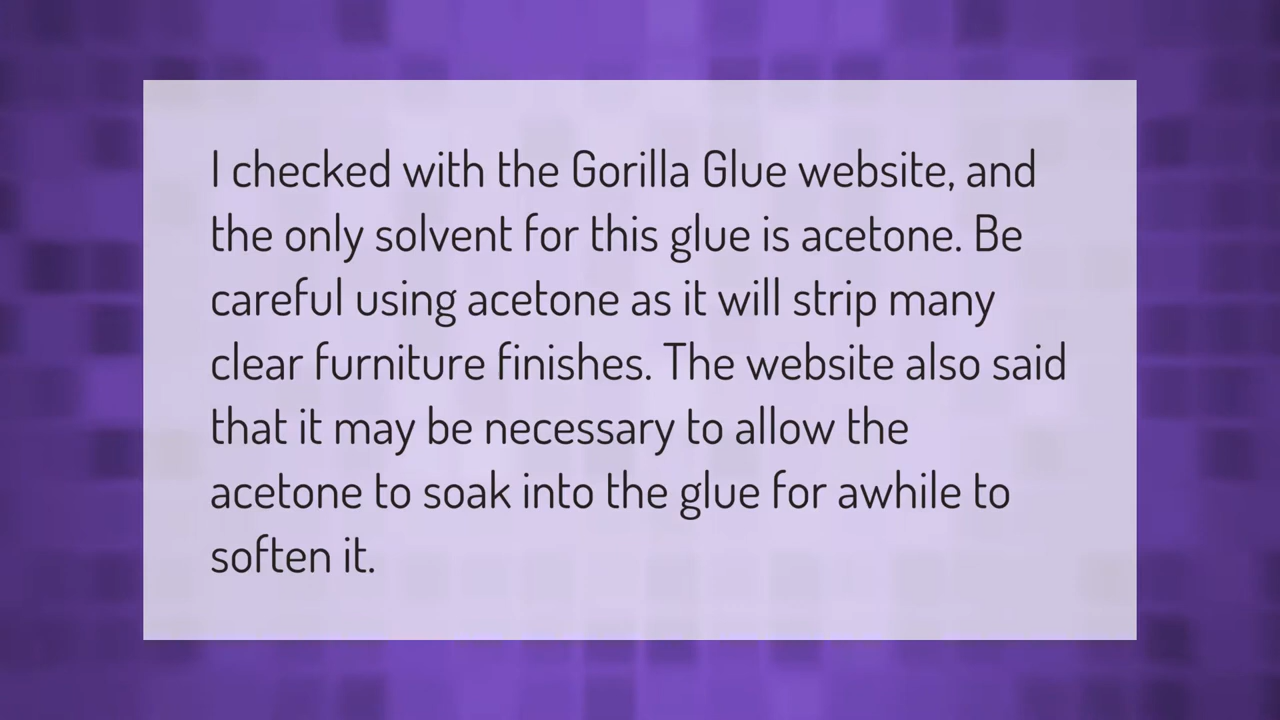 I checked with the Gorilla Glue website, and
the only solvent for this glue is acetone. Be
careful using acetone as it will strip many
clear furniture finishes. The website also said
that it may be necessary to allow the
acetone to soak into the glue for awhile to
soften it.